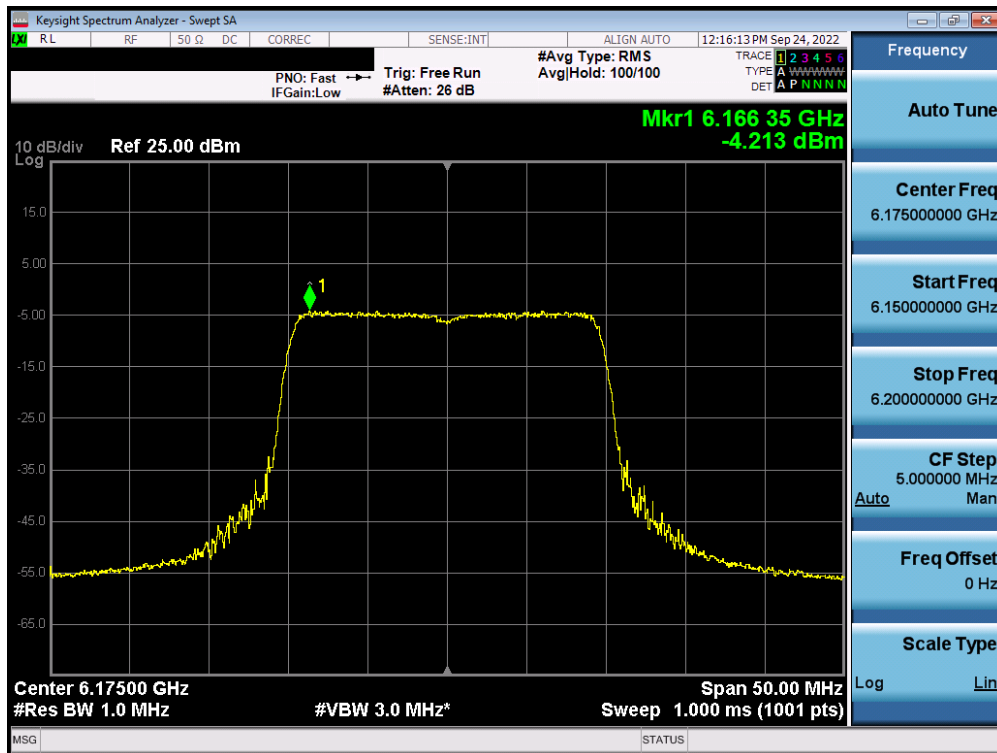 Keysight Spectrum Analyzer - Swept SA
LXI RL RF 50 Ω DC CORREC SENSE:INT ALIGN AUTO 12:16:13 PM Sep 24, 2022
PNO: Fast
IFGain:Low
Trig: Free Run
#Atten: 26 dB
#Avg Type: RMS
Avg|Hold: 100/100
TRACE 1 2 3 4 5 6
TYPE A WWWWW
DET A P N N N N
Mkr1 6.166 35 GHz
-4.213 dBm
10 dB/div
Log
Ref 25.00 dBm
15.0
5.00
-5.00
-15.0
-25.0
-35.0
-45.0
-55.0
-65.0
1
Center 6.17500 GHz
#Res BW 1.0 MHz
#VBW 3.0 MHz*
Span 50.00 MHz
Sweep 1.000 ms (1001 pts)
MSG
STATUS
Frequency
Auto Tune
Center Freq
6.175000000 GHz
Start Freq
6.150000000 GHz
Stop Freq
6.200000000 GHz
CF Step
5.000000 MHz
Auto Man
Freq Offset
0 Hz
Scale Type
Log Lin